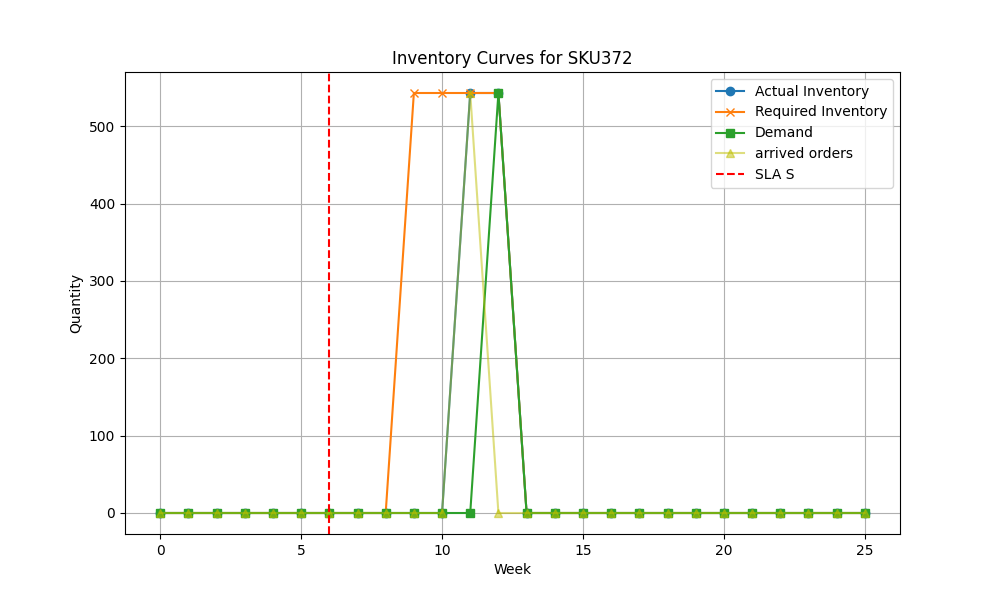 Inventory Curves for SKU372
Actual Inventory
Required Inventory
Demand
arrived orders
SLA S
Quantity
500
400
300
200
100
0
0 5 10 15 20 25
Week